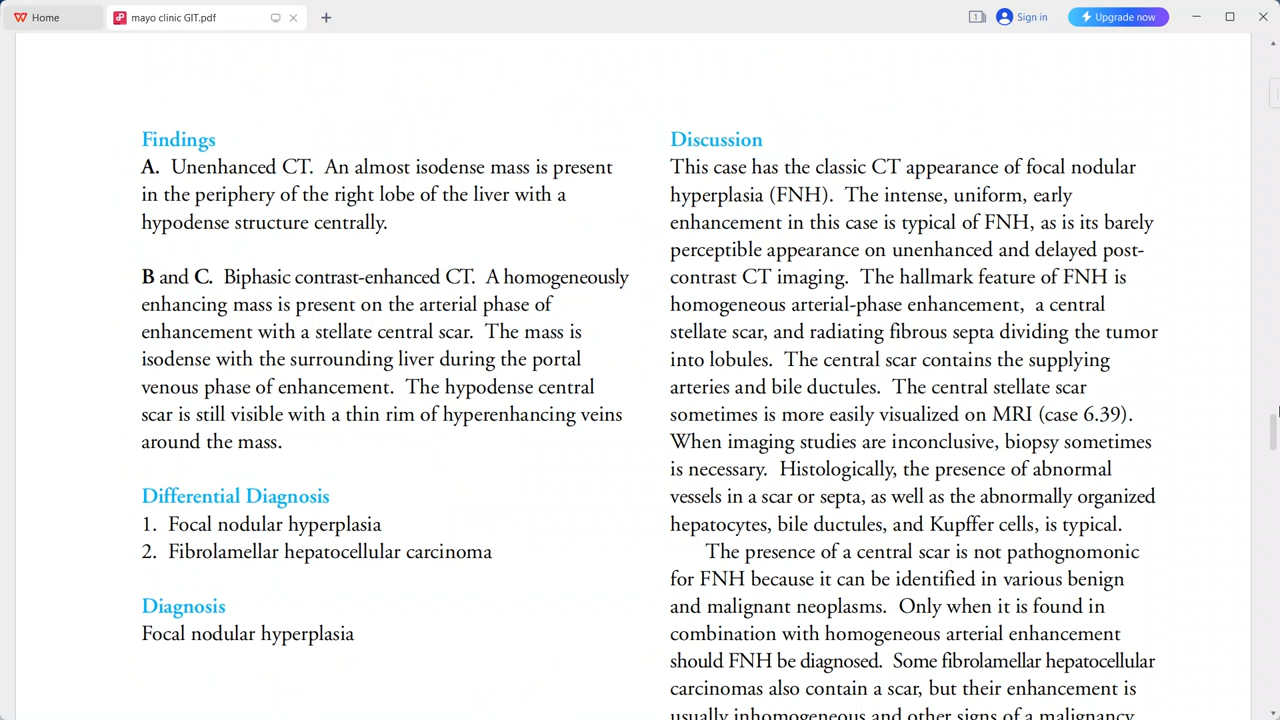 Home
mayo clinic GIT.pdf
1
Sign in
Upgrade now
Findings
A. Unenhanced CT. An almost isodense mass is present
in the periphery of the right lobe of the liver with a
hypodense structure centrally.
B and C. Biphasic contrast-enhanced CT. A homogeneously
enhancing mass is present on the arterial phase of
enhancement with a stellate central scar. The mass is
isodense with the surrounding liver during the portal
venous phase of enhancement. The hypodense central
scar is still visible with a thin rim of hyperenhancing veins
around the mass.
Differential Diagnosis
1. Focal nodular hyperplasia
2. Fibrolamellar hepatocellular carcinoma
Diagnosis
Focal nodular hyperplasia
Discussion
This case has the classic CT appearance of focal nodular
hyperplasia (FNH). The intense, uniform, early
enhancement in this case is typical of FNH, as is its barely
perceptible appearance on unenhanced and delayed post-
contrast CT imaging. The hallmark feature of FNH is
homogeneous arterial-phase enhancement, a central
stellate scar, and radiating fibrous septa dividing the tumor
into lobules. The central scar contains the supplying
arteries and bile ductules. The central stellate scar
sometimes is more easily visualized on MRI (case 6.39).
When imaging studies are inconclusive, biopsy sometimes
is necessary. Histologically, the presence of abnormal
vessels in a scar or septa, as well as the abnormally organized
hepatocytes, bile ductules, and Kupffer cells, is typical.
The presence of a central scar is not pathognomonic
for FNH because it can be identified in various benign
and malignant neoplasms. Only when it is found in
combination with homogeneous arterial enhancement
should FNH be diagnosed. Some fibrolamellar hepatocellular
carcinomas also contain a scar, but their enhancement is
usually inhomogeneous and other signs of a malignancy